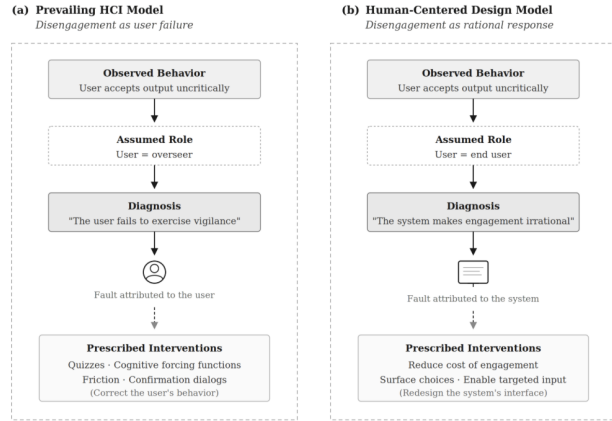 (a) Prevailing HCI Model
Disengagement as user failure
Observed Behavior
User accepts output uncritically
Assumed Role
User = overseer
Diagnosis
"The user fails to exercise vigilance"
Fault attributed to the user
Prescribed Interventions
Quizzes · Cognitive forcing functions
Friction · Confirmation dialogs
(Correct the user's behavior)
(b) Human-Centered Design Model
Disengagement as rational response
Observed Behavior
User accepts output uncritically
Assumed Role
User = end user
Diagnosis
"The system makes engagement irrational"
Fault attributed to the system
Prescribed Interventions
Reduce cost of engagement
Surface choices · Enable targeted input
(Redesign the system's interface)